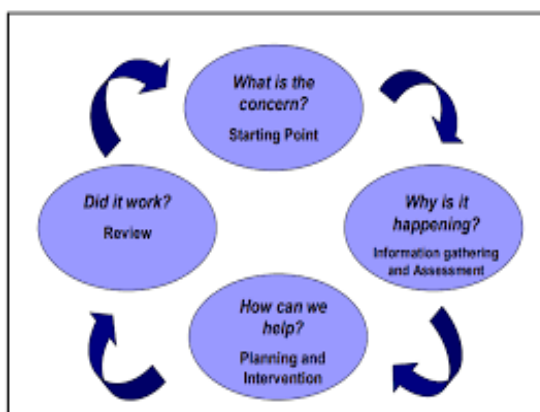 What is the
concern?
Starting Point
Why is it
happening?
Information gathering
and Assessment
How can we
help?
Planning and
Intervention
Did it work?
Review